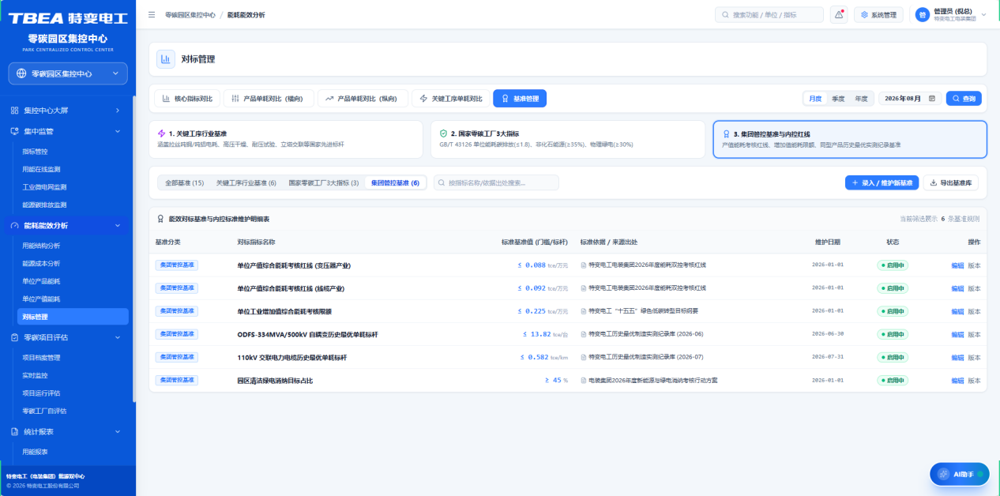 TBEA 特变电工
零碳园区集控中心
PARK CENTRALIZED CONTROL CENTER
零碳园区集控中心
集控中心大屏
集中监管
指标管控
用能在线监测
工业微电网监测
能源碳排放监测
能耗能效分析
用能结构分析
能源成本分析
单位产品能耗
单位产值能耗
对标管理
零碳项目评估
项目档案管理
实时监控
项目运行评估
零碳工厂自评估
统计报表
用能报表
特变电工（电装集团）能源双中心
© 2026 特变电工股份有限公司
零碳园区集控中心 / 能耗能效分析
搜索功能 / 单位 / 指标
系统管理
管 管理员 (倪总)
特变电工电装集团
对标管理
核心指标对比 产品单耗对比（横向） 产品单耗对比（纵向） 关键工序单耗对比 基准管理
月度 季度 年度 2026年08月 查询
1. 关键工序行业基准
涵盖拉丝吨铜/吨铝电耗、高压干燥、耐压试验、立塔交联等国家先进标杆
2. 国家零碳工厂3大指标
GB/T 43126 单位能耗碳排放(≤1.8)、非化石能源(≥35%)、物理绿电(≥30%)
3. 集团管控基准与内控红线
产值能耗考核红线、增加值能耗限额、同型产品历史最优实测纪录基准
全部基准 (15) 关键工序行业基准 (6) 国家零碳工厂3大指标 (3) 集团管控基准 (6) 按指标名称/依据出处搜索...
录入 / 维护新基准 导出基准库
能效对标基准与内控标准维护明细表
当前筛选展示 6 条基准规则
基准分类 对标指标名称 标准基准值 (门槛/标杆) 标准依据 / 来源出处 维护日期 状态 操作
集团管控基准 单位产值综合能耗考核红线 (变压器产业) ≤ 0.088 tce/万元 特变电工电装集团2026年度能耗双控考核红线 2026-01-01 启用中 编辑 版本
集团管控基准 单位产值综合能耗考核红线 (线缆产业) ≤ 0.092 tce/万元 特变电工电装集团2026年度能耗双控考核红线 2026-01-01 启用中 编辑 版本
集团管控基准 单位工业增加值综合能耗考核限额 ≤ 0.225 tce/万元 特变电工“十五五”绿色低碳转型目标纲要 2026-01-01 启用中 编辑 版本
集团管控基准 ODFS-334MVA/500kV 自耦变历史最优单耗标杆 ≤ 13.82 tce/台 特变电工历史最优制造实测纪录库 (2026-06) 2026-06-30 启用中 编辑 版本
集团管控基准 110kV 交联电力电缆历史最优单耗标杆 ≤ 0.582 tce/km 特变电工历史最优制造实测纪录库 (2026-07) 2026-07-31 启用中 编辑 版本
集团管控基准 园区清洁绿电消纳目标占比 ≥ 45 % 电装集团2026年度新能源与绿电消纳考核行动方案 2026-01-01 启用中 编辑 版本
AI助手